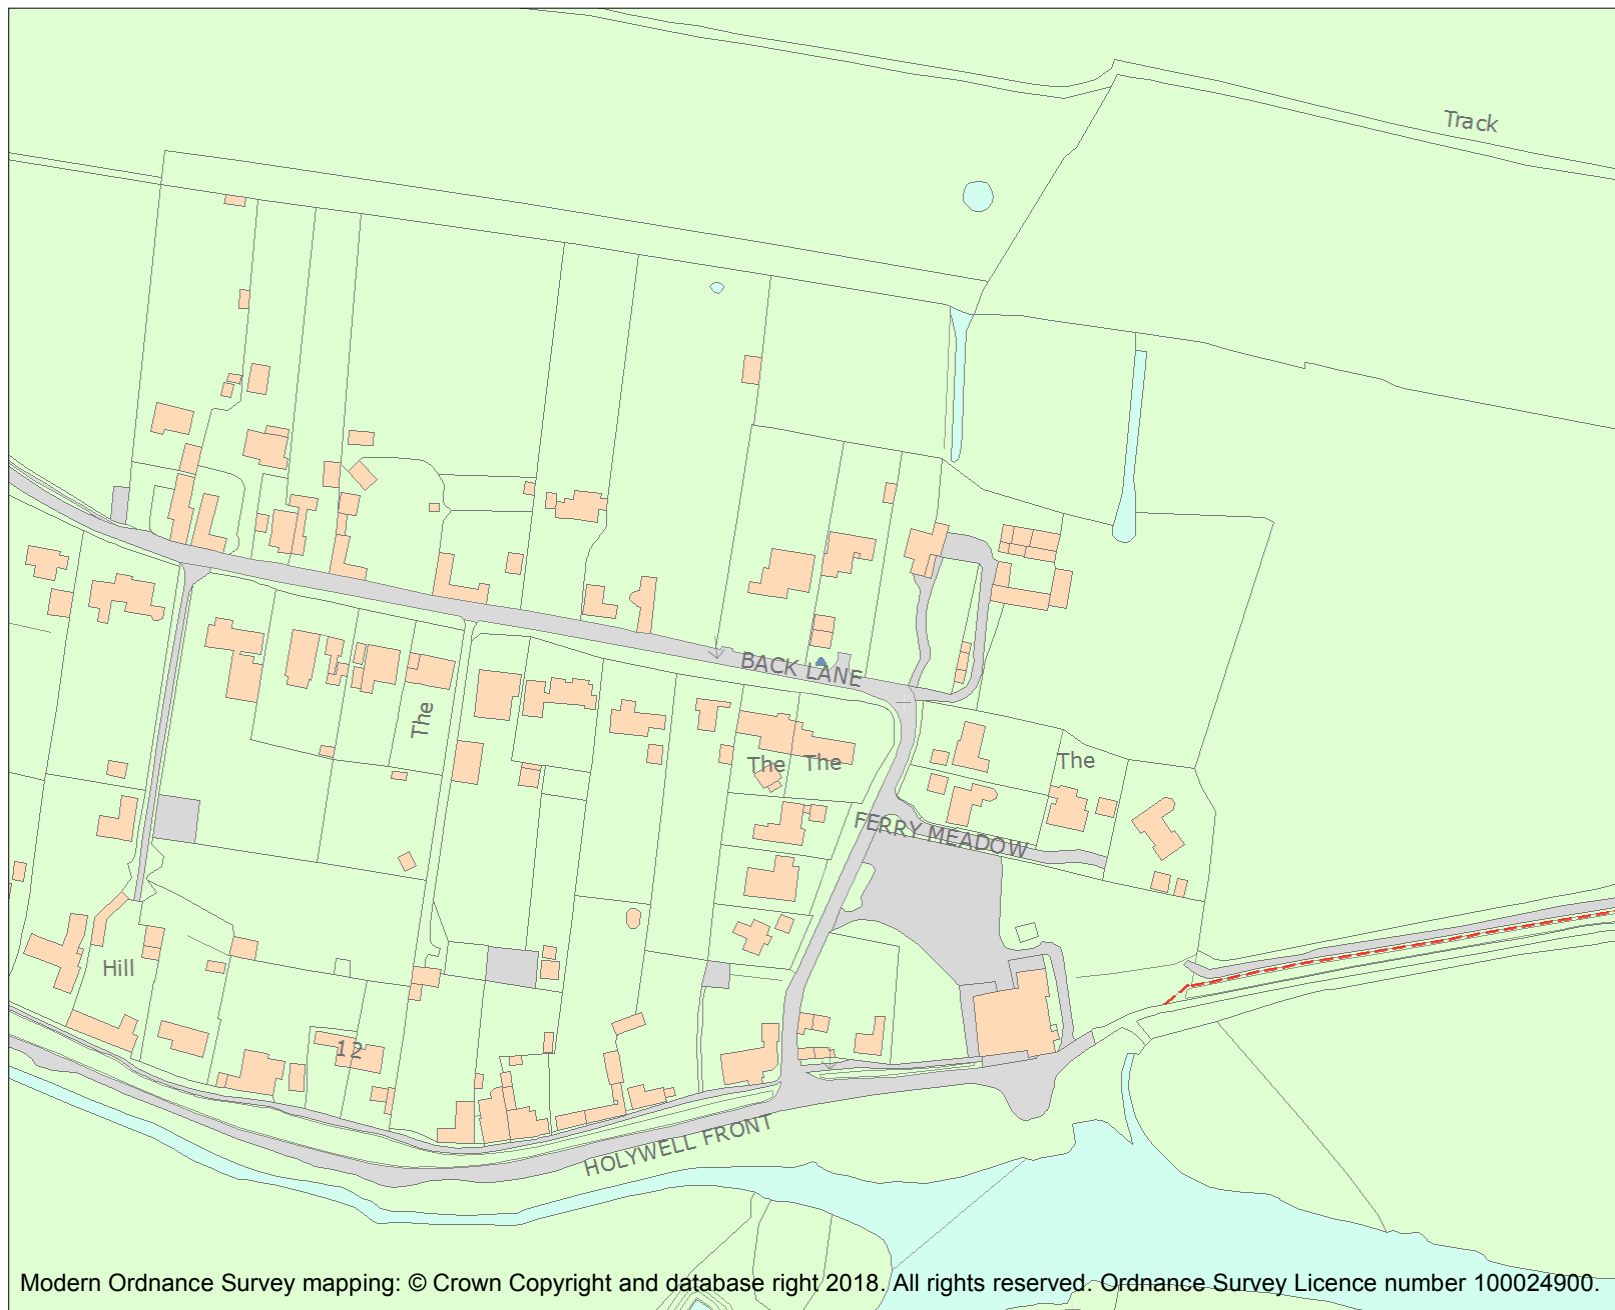 Track
BACK LANE
The
The
The
The
FERRY MEADOW
Hill
12
HOLYWELL FRONT
Modern Ordnance Survey mapping: © Crown Copyright and database right 2018. All rights reserved. Ordnance Survey Licence number 100024900.